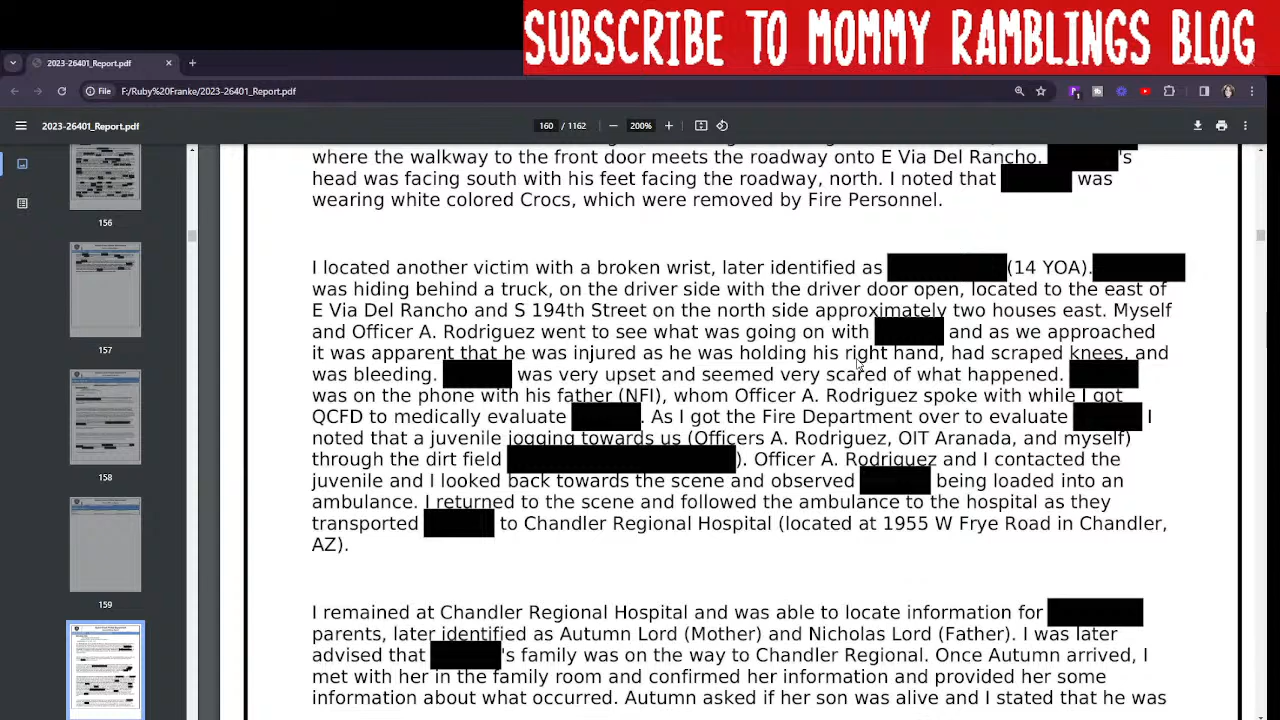 SUBSCRIBE TO MOMMY RAMBLINGS BLOG
2023-26401_Report.pdf
File F:/Ruby%20Franke/2023-26401_Report.pdf
2023-26401_Report.pdf 160 / 1162 200%
where the walkway to the front door meets the roadway onto E Via Del Rancho. 's
head was facing south with his feet facing the roadway, north. I noted that was
wearing white colored Crocs, which were removed by Fire Personnel.
I located another victim with a broken wrist, later identified as (14 YOA).
was hiding behind a truck, on the driver side with the driver door open, located to the east of
E Via Del Rancho and S 194th Street on the north side approximately two houses east. Myself
and Officer A. Rodriguez went to see what was going on with and as we approached
it was apparent that he was injured as he was holding his right hand, had scraped knees, and
was bleeding. was very upset and seemed very scared of what happened.
was on the phone with his father (NFI), whom Officer A. Rodriguez spoke with while I got
QCFD to medically evaluate . As I got the Fire Department over to evaluate I
noted that a juvenile jogging towards us (Officers A. Rodriguez, OIT Aranada, and myself)
through the dirt field ). Officer A. Rodriguez and I contacted the
juvenile and I looked back towards the scene and observed being loaded into an
ambulance. I returned to the scene and followed the ambulance to the hospital as they
transported to Chandler Regional Hospital (located at 1955 W Frye Road in Chandler,
AZ).
I remained at Chandler Regional Hospital and was able to locate information for
parents, later identified as Autumn Lord (Mother) and Nicholas Lord (Father). I was later
advised that 's family was on the way to Chandler Regional. Once Autumn arrived, I
met with her in the family room and confirmed her information and provided her some
information about what occurred. Autumn asked if her son was alive and I stated that he was
156
157
158
159